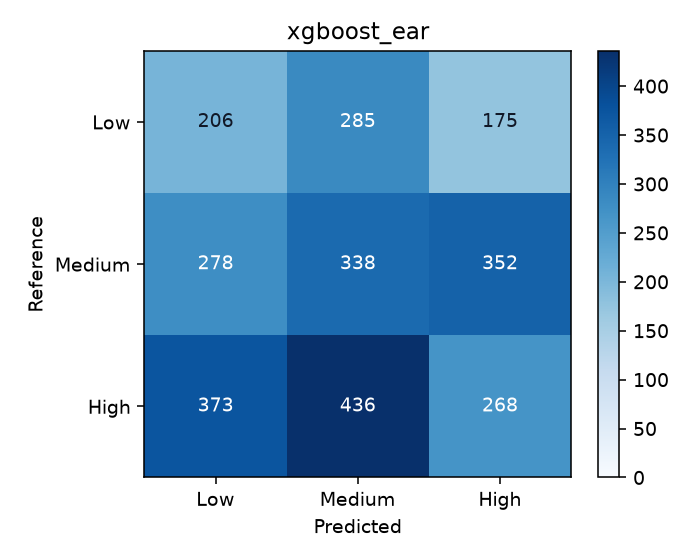 xgboost_ear
Reference
Low 206 285 175
Medium 278 338 352
High 373 436 268
Low Medium High
Predicted
400
350
300
250
200
150
100
50
0